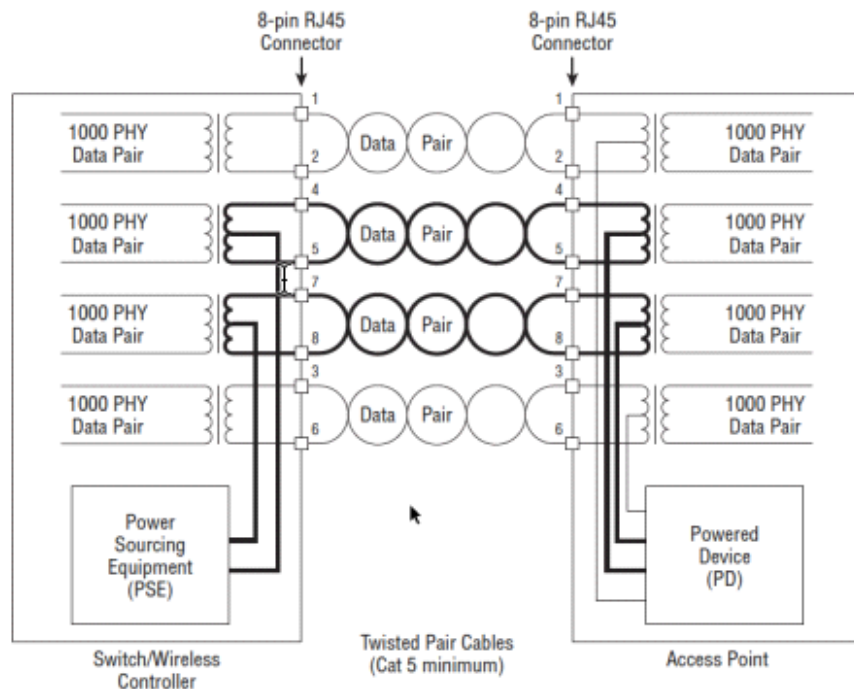 8-pin RJ45
Connector
8-pin RJ45
Connector
1
1
1000 PHY
Data Pair
Data
Pair
1000 PHY
Data Pair
2
2
4
4
1000 PHY
Data Pair
Data
Pair
1000 PHY
Data Pair
5
5
7
7
1000 PHY
Data Pair
Data
Pair
1000 PHY
Data Pair
8
8
3
3
1000 PHY
Data Pair
Data
Pair
1000 PHY
Data Pair
6
6
Power
Sourcing
Equipment
(PSE)
Powered
Device
(PD)
Switch/Wireless
Controller
Twisted Pair Cables
(Cat 5 minimum)
Access Point